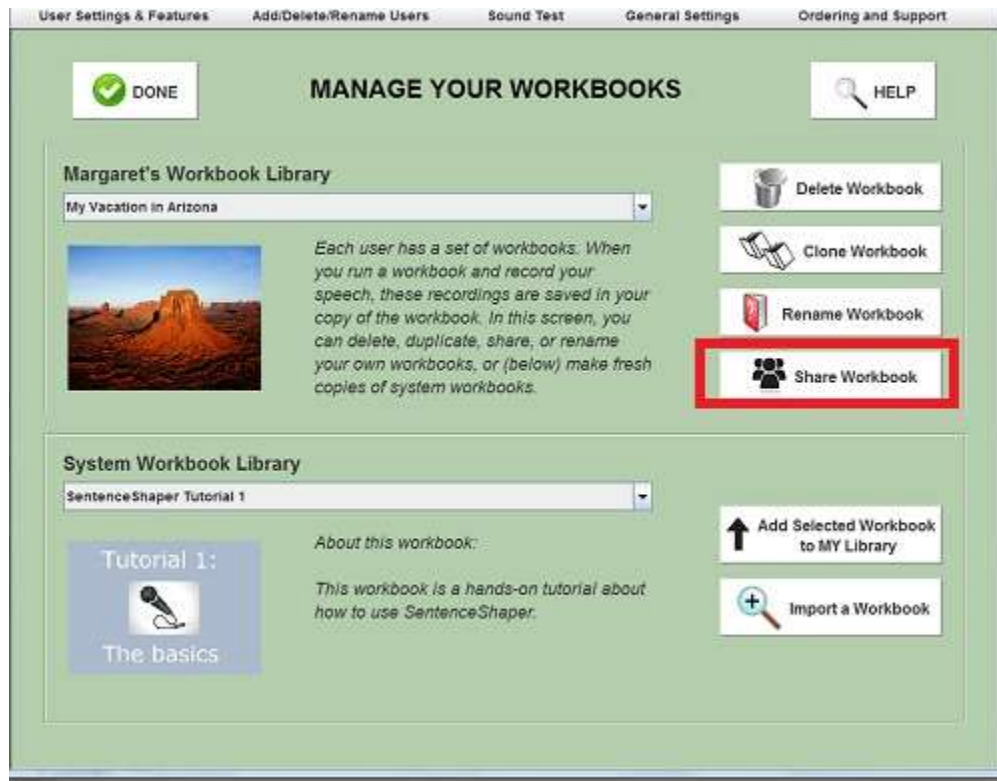 User Settings & Features Add/Delete/Rename Users Sound Test General Settings Ordering and Support
DONE
MANAGE YOUR WORKBOOKS
HELP
Margaret's Workbook Library
My Vacation in Arizona
Each user has a set of workbooks. When
you run a workbook and record your
speech, these recordings are saved in your
copy of the workbook. In this screen, you
can delete, duplicate, share, or rename
your own workbooks, or (below) make fresh
copies of system workbooks.
Delete Workbook
Clone Workbook
Rename Workbook
Share Workbook
System Workbook Library
SentenceShaper Tutorial 1
Tutorial 1:
The basics
About this workbook:
This workbook is a hands-on tutorial about
how to use SentenceShaper.
Add Selected Workbook
to MY Library
Import a Workbook